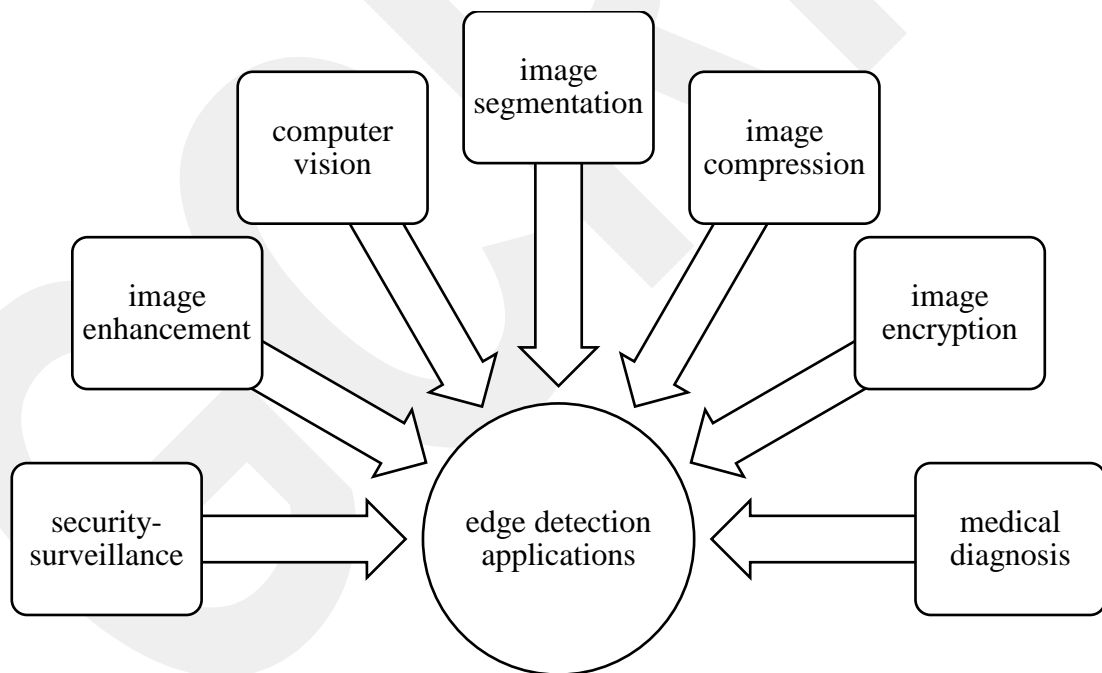 image
segmentation
computer
vision
image
compression
image
enhancement
image
encryption
security-
surveillance
edge detection
applications
medical
diagnosis